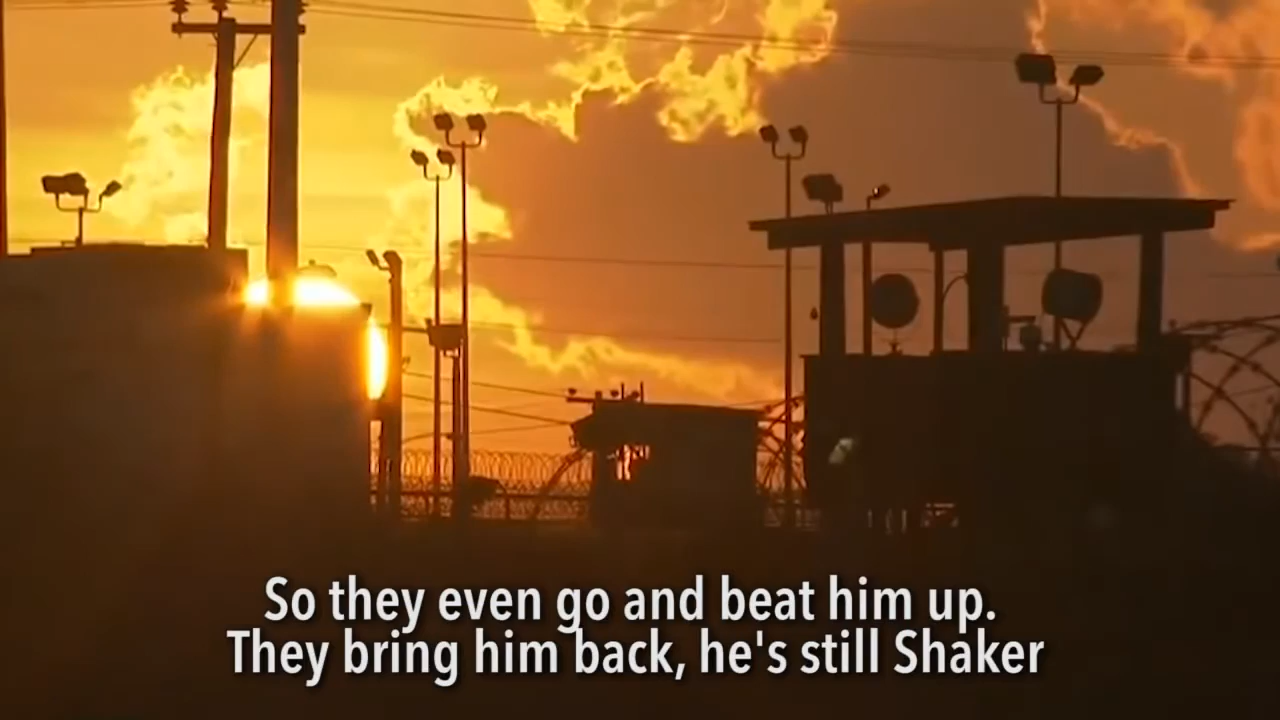 So they even go and beat him up.
They bring him back, he's still Shaker